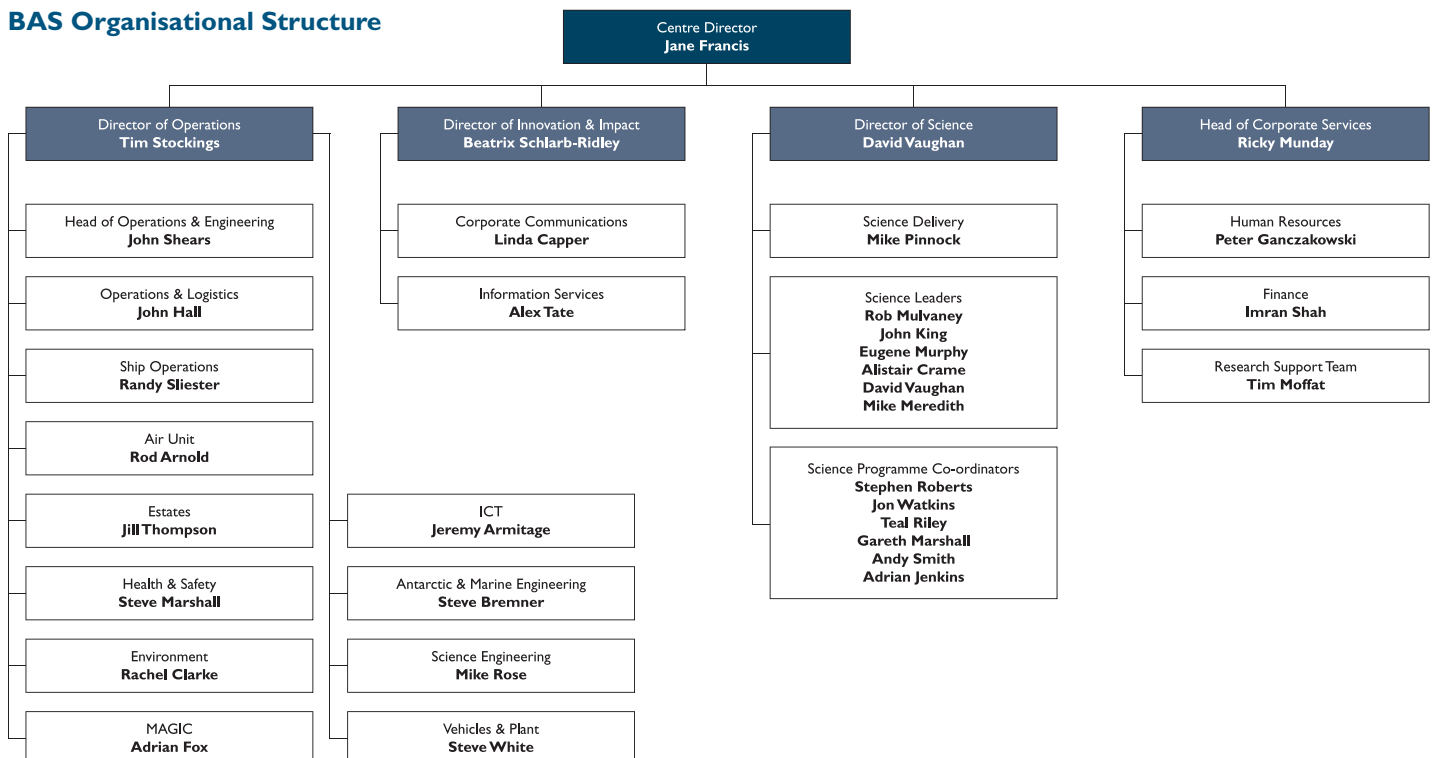 BAS Organisational Structure
Centre Director
Jane Francis
Director of Operations
Tim Stockings
Head of Operations & Engineering
John Shears
Operations & Logistics
John Hall
Ship Operations
Randy Sliester
Air Unit
Rod Arnold
Estates
Jill Thompson
Health & Safety
Steve Marshall
Environment
Rachel Clarke
MAGIC
Adrian Fox
ICT
Jeremy Armitage
Antarctic & Marine Engineering
Steve Bremner
Science Engineering
Mike Rose
Vehicles & Plant
Steve White
Director of Innovation & Impact
Beatrix Schlarb-Ridley
Corporate Communications
Linda Capper
Information Services
Alex Tate
Director of Science
David Vaughan
Science Delivery
Mike Pinnock
Science Leaders
Rob Mulvaney
John King
Eugene Murphy
Alistair Crame
David Vaughan
Mike Meredith
Science Programme Co-ordinators
Stephen Roberts
Jon Watkins
Teal Riley
Gareth Marshall
Andy Smith
Adrian Jenkins
Head of Corporate Services
Ricky Munday
Human Resources
Peter Ganczakowski
Finance
Imran Shah
Research Support Team
Tim Moffat